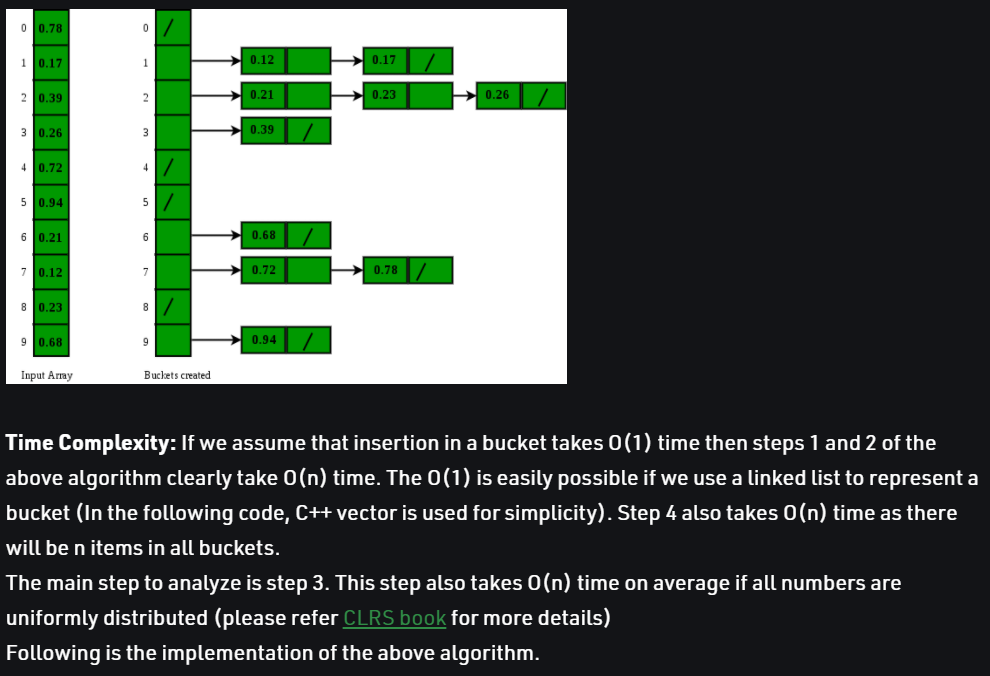 0 0.78 0 /
1 0.17 1 0.12 0.17 /
2 0.39 2 0.21 0.23 0.26 /
3 0.26 3 0.39 /
4 0.72 4 /
5 0.94 5 /
6 0.21 6 0.68 /
7 0.12 7 0.72 0.78 /
8 0.23 8 /
9 0.68 9 0.94 /
Input Array Buckets created
Time Complexity: If we assume that insertion in a bucket takes O(1) time then steps 1 and 2 of the
above algorithm clearly take O(n) time. The O(1) is easily possible if we use a linked list to represent a
bucket (In the following code, C++ vector is used for simplicity). Step 4 also takes O(n) time as there
will be n items in all buckets.
The main step to analyze is step 3. This step also takes O(n) time on average if all numbers are
uniformly distributed (please refer CLRS book for more details)
Following is the implementation of the above algorithm.